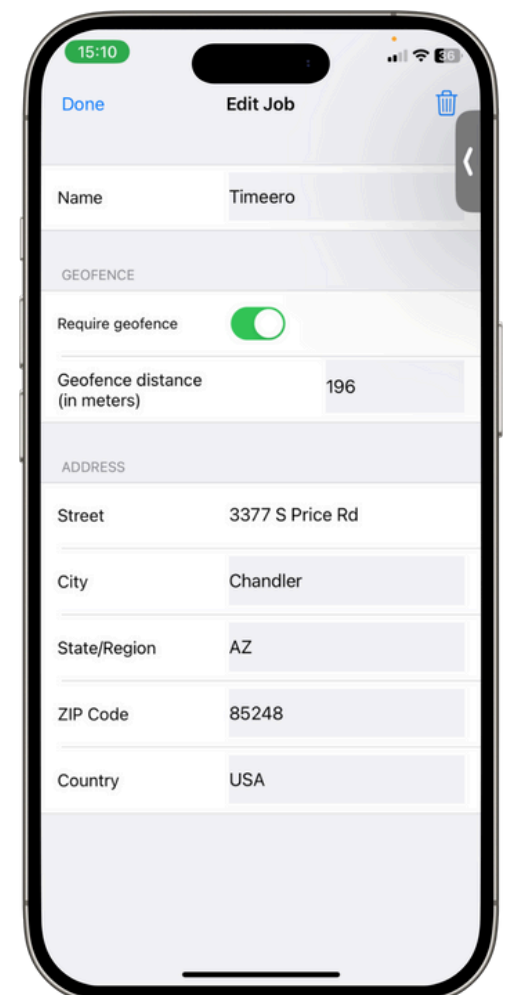 15:10
36
Done
Edit Job
Name
Timeero
GEOFENCE
Require geofence
Geofence distance
(in meters)
196
ADDRESS
Street
3377 S Price Rd
City
Chandler
State/Region
AZ
ZIP Code
85248
Country
USA